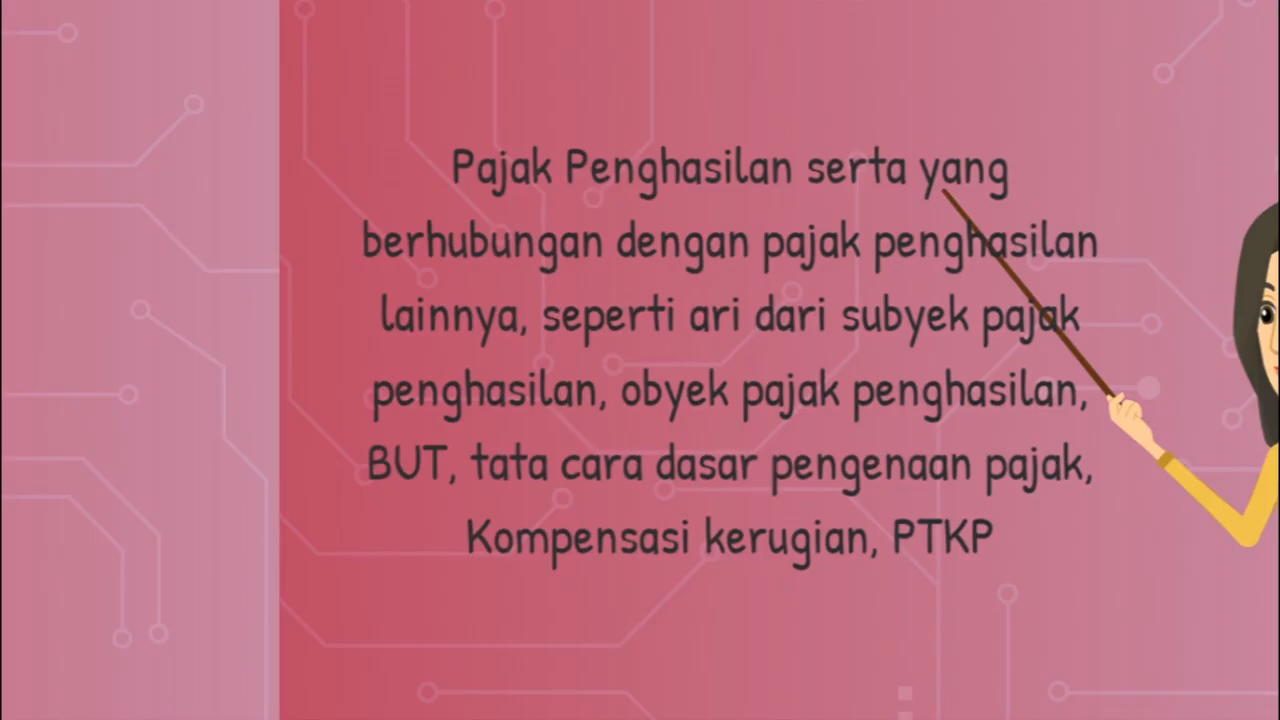 Pajak Penghasilan serta yang
berhubungan dengan pajak penghasilan
lainnya, seperti ari dari subyek pajak
penghasilan, obyek pajak penghasilan,
BUT, tata cara dasar pengenaan pajak,
Kompensasi kerugian, PTKP